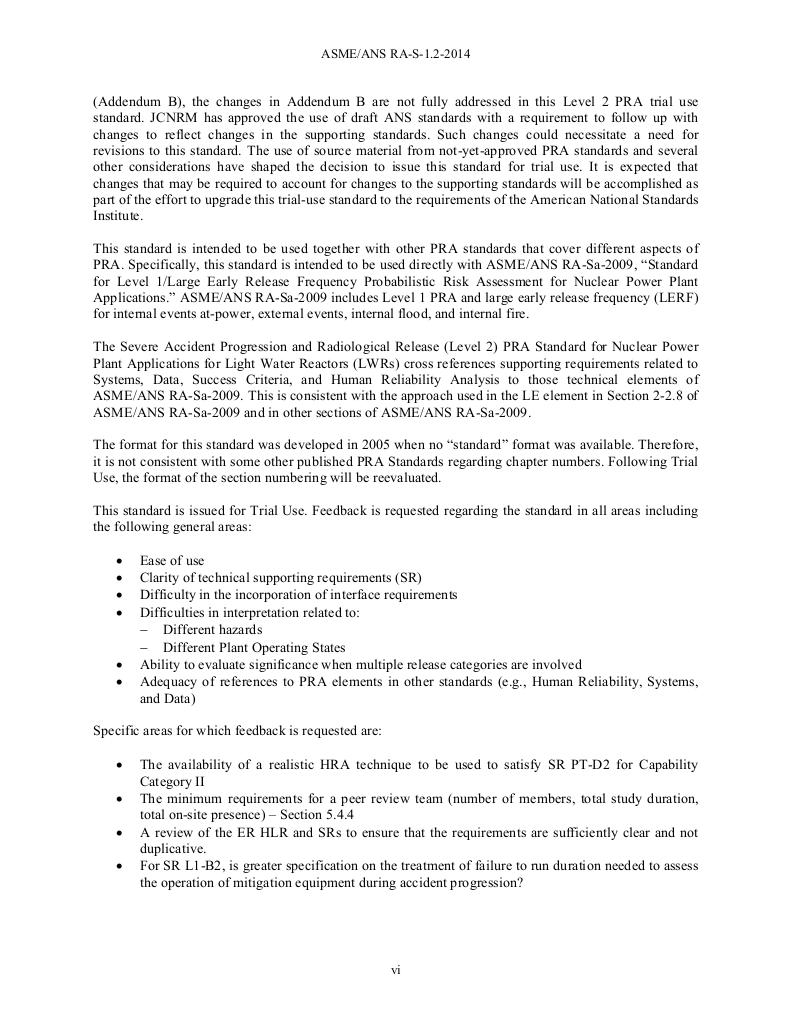 ASME/ANS RA-S-1.2-2014
(Addendum B), the changes in Addendum B are not fully addressed in this Level 2 PRA trial use
standard. JCNRM has approved the use of draft ANS standards with a requirement to follow up with
changes to reflect changes in the supporting standards. Such changes could necessitate a need for
revisions to this standard. The use of source material from not-yet-approved PRA standards and several
other considerations have shaped the decision to issue this standard for trial use. It is expected that
changes that may be required to account for changes to the supporting standards will be accomplished as
part of the effort to upgrade this trial-use standard to the requirements of the American National Standards
Institute.
This standard is intended to be used together with other PRA standards that cover different aspects of
PRA. Specifically, this standard is intended to be used directly with ASME/ANS RA-Sa-2009, “Standard
for Level 1/Large Early Release Frequency Probabilistic Risk Assessment for Nuclear Power Plant
Applications.” ASME/ANS RA-Sa-2009 includes Level 1 PRA and large early release frequency (LERF)
for internal events at-power, external events, internal flood, and internal fire.
The Severe Accident Progression and Radiological Release (Level 2) PRA Standard for Nuclear Power
Plant Applications for Light Water Reactors (LWRs) cross references supporting requirements related to
Systems, Data, Success Criteria, and Human Reliability Analysis to those technical elements of
ASME/ANS RA-Sa-2009. This is consistent with the approach used in the LE element in Section 2-2.8 of
ASME/ANS RA-Sa-2009 and in other sections of ASME/ANS RA-Sa-2009.
The format for this standard was developed in 2005 when no “standard” format was available. Therefore,
it is not consistent with some other published PRA Standards regarding chapter numbers. Following Trial
Use, the format of the section numbering will be reevaluated.
This standard is issued for Trial Use. Feedback is requested regarding the standard in all areas including
the following general areas:
• Ease of use
• Clarity of technical supporting requirements (SR)
• Difficulty in the incorporation of interface requirements
• Difficulties in interpretation related to:
– Different hazards
– Different Plant Operating States
• Ability to evaluate significance when multiple release categories are involved
• Adequacy of references to PRA elements in other standards (e.g., Human Reliability, Systems,
and Data)
Specific areas for which feedback is requested are:
• The availability of a realistic HRA technique to be used to satisfy SR PT-D2 for Capability
Category II
• The minimum requirements for a peer review team (number of members, total study duration,
total on-site presence) – Section 5.4.4
• A review of the ER HLR and SRs to ensure that the requirements are sufficiently clear and not
duplicative.
• For SR L1-B2, is greater specification on the treatment of failure to run duration needed to assess
the operation of mitigation equipment during accident progression?
vi